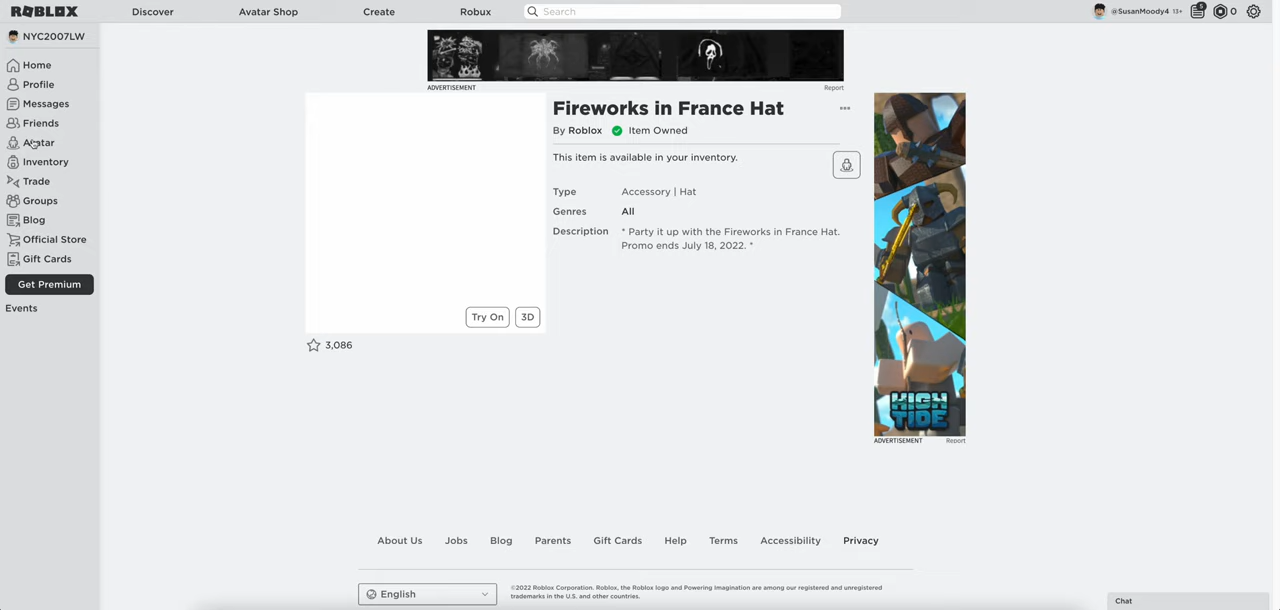 ROBLOX
Discover
Avatar Shop
Create
Robux
Search
@SusanMoody4 13+
5
0
NYC2007LW
Home
Profile
Messages
Friends
Avatar
Inventory
Trade
Groups
Blog
Official Store
Gift Cards
Get Premium
Events
ADVERTISEMENT
Report
Fireworks in France Hat
By Roblox Item Owned
This item is available in your inventory.
Type Accessory | Hat
Genres All
Description * Party it up with the Fireworks in France Hat.
Promo ends July 18, 2022. *
Try On
3D
3,086
HIGH
TIDE
ADVERTISEMENT
Report
About Us
Jobs
Blog
Parents
Gift Cards
Help
Terms
Accessibility
Privacy
English
©2022 Roblox Corporation. Roblox, the Roblox logo and Powering Imagination are among our registered and unregistered
trademarks in the U.S. and other countries.
Chat